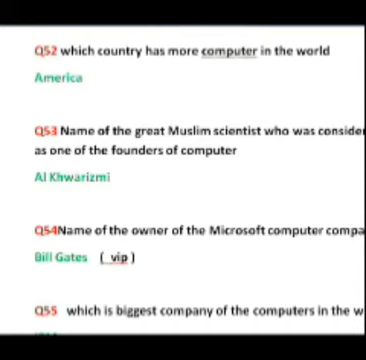 Q52 which country has more computer in the world
America
Q53 Name of the great Muslim scientist who was conside
as one of the founders of computer
Al Khwarizmi
Q54Name of the owner of the Microsoft computer compa
Bill Gates ( vip )
Q55 which is biggest company of the computers in the w